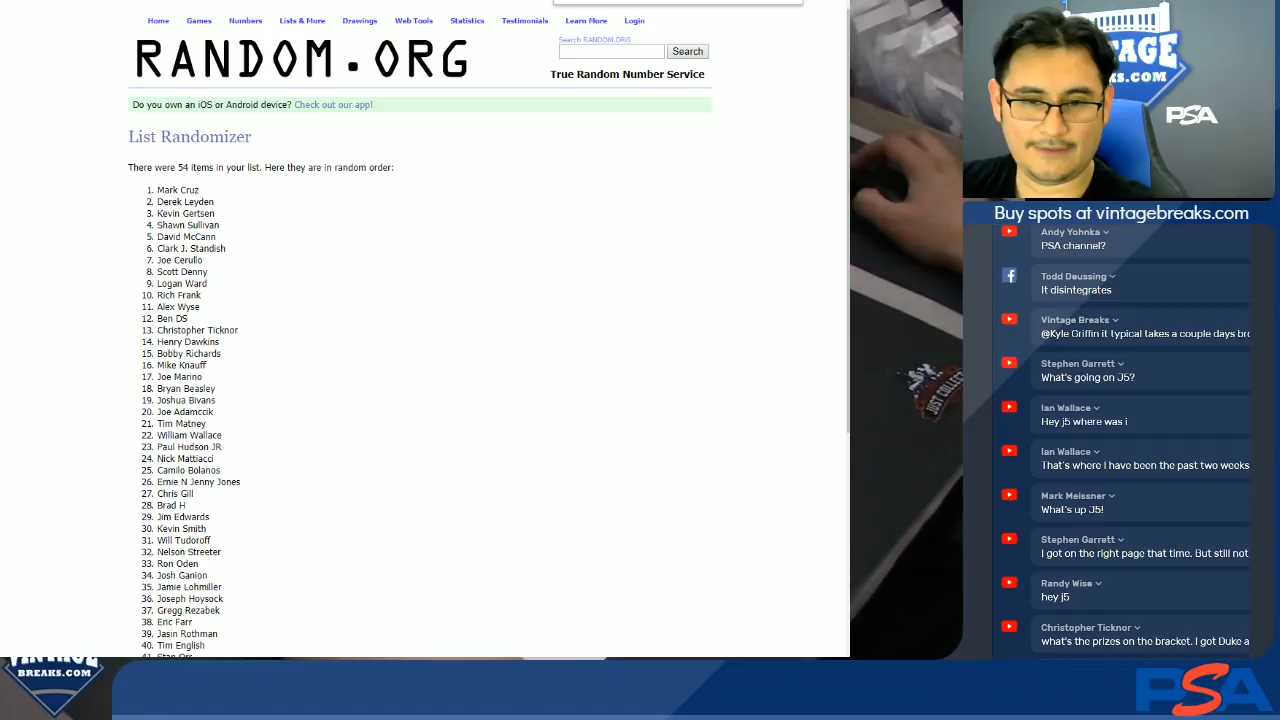 Home Games Numbers Lists & More Drawings Web Tools Statistics Testimonials Learn More Login
RANDOM.ORG
Search RANDOM.ORG
Search
True Random Number Service
Do you own an iOS or Android device? Check out our app!
List Randomizer
There were 54 items in your list. Here they are in random order:
1. Mark Cruz
2. Derek Leyden
3. Kevin Gertsen
4. Shawn Sullivan
5. David McCann
6. Clark J. Standish
7. Joe Cerullo
8. Scott Denny
9. Logan Ward
10. Rich Frank
11. Alex Wyse
12. Ben DS
13. Christopher Ticknor
14. Henry Dawkins
15. Bobby Richards
16. Mike Knauff
17. Joe Marino
18. Bryan Beasley
19. Joshua Bivans
20. Joe Adamccik
21. Tim Matney
22. William Wallace
23. Paul Hudson JR
24. Nick Mattiacci
25. Camilo Bolanos
26. Ernie N Jenny Jones
27. Chris Gill
28. Brad H
29. Jim Edwards
30. Kevin Smith
31. Will Tudoroff
32. Nelson Streeter
33. Ron Oden
34. Josh Ganion
35. Jamie Lohmiller
36. Joseph Hoysock
37. Gregg Rezabek
38. Eric Farr
39. Jasin Rothman
40. Tim English
41. Stan Orr
JUST COLLECT
VINTAGE
BREAKS.COM
PSA
Buy spots at vintagebreaks.com
Andy Yohnka
PSA channel?
Todd Deussing
It disintegrates
Vintage Breaks
@Kyle Griffin it typical takes a couple days bro
Stephen Garrett
What's going on J5?
Ian Wallace
Hey j5 where was i
Ian Wallace
That's where I have been the past two weeks
Mark Meissner
What's up J5!
Stephen Garrett
I got on the right page that time. But still not
Randy Wise
hey j5
Christopher Ticknor
what's the prizes on the bracket. I got Duke a
VINTAGE
BREAKS.COM
PSA